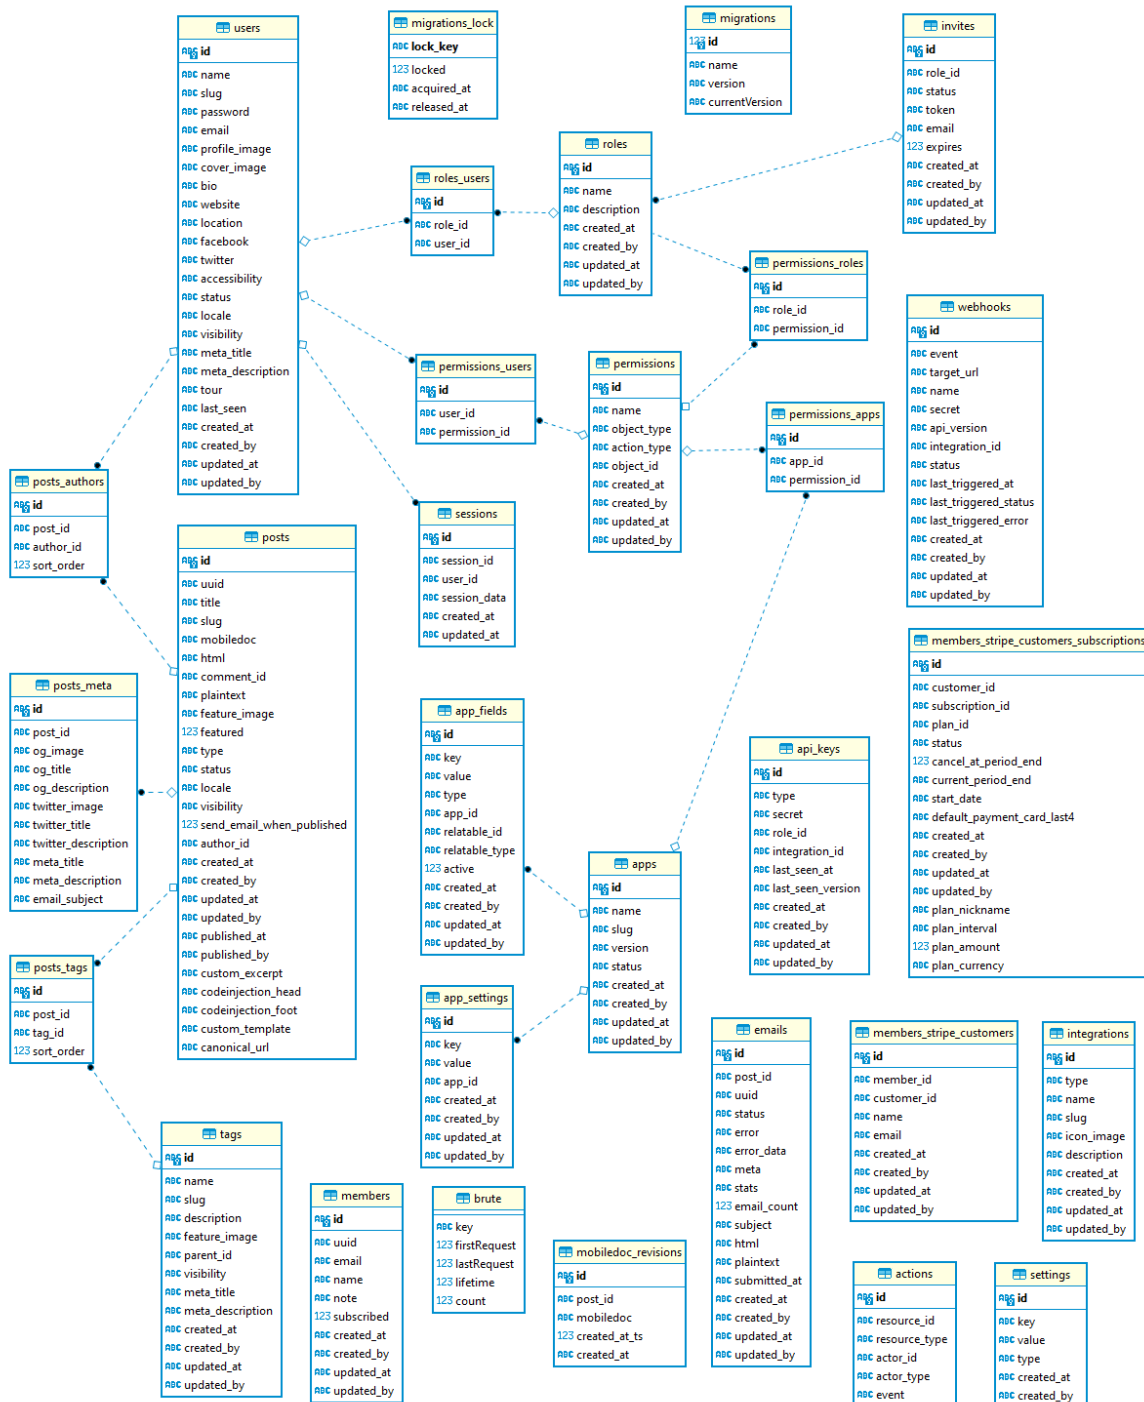 users
id
name
slug
password
email
profile_image
cover_image
bio
website
location
facebook
twitter
accessibility
status
locale
visibility
meta_title
meta_description
tour
last_seen
created_at
created_by
updated_at
updated_by
migrations_lock
lock_key
123 locked
acquired_at
released_at
migrations
id
name
version
currentVersion
invites
id
role_id
status
token
email
123 expires
created_at
created_by
updated_at
updated_by
roles
id
name
description
created_at
created_by
updated_at
updated_by
roles_users
id
role_id
user_id
permissions_roles
id
role_id
permission_id
webhooks
id
event
target_url
name
secret
api_version
integration_id
status
last_triggered_at
last_triggered_status
last_triggered_error
created_at
created_by
updated_at
updated_by
permissions_users
id
user_id
permission_id
permissions
id
name
object_type
action_type
object_id
created_at
created_by
updated_at
updated_by
permissions_apps
id
app_id
permission_id
posts_authors
id
post_id
author_id
123 sort_order
posts
id
uuid
title
slug
mobiledoc
html
comment_id
plaintext
feature_image
123 featured
type
status
locale
visibility
123 send_email_when_published
author_id
created_at
created_by
updated_at
updated_by
published_at
published_by
custom_excerpt
codeinjection_head
codeinjection_foot
custom_template
canonical_url
sessions
id
session_id
user_id
session_data
created_at
updated_at
members_stripe_customers_subscriptions
id
customer_id
subscription_id
plan_id
status
123 cancel_at_period_end
current_period_end
start_date
default_payment_card_last4
created_at
created_by
updated_at
updated_by
plan_nickname
plan_interval
123 plan_amount
plan_currency
posts_meta
id
post_id
og_image
og_title
og_description
twitter_image
twitter_title
twitter_description
meta_title
meta_description
email_subject
app_fields
id
key
value
type
app_id
relatable_id
relatable_type
123 active
created_at
created_by
updated_at
updated_by
api_keys
id
type
secret
role_id
integration_id
last_seen_at
last_seen_version
created_at
created_by
updated_at
updated_by
apps
id
name
slug
version
status
created_at
created_by
updated_at
updated_by
posts_tags
id
post_id
tag_id
123 sort_order
app_settings
id
key
value
app_id
created_at
created_by
updated_at
updated_by
emails
id
post_id
uuid
status
error
error_data
meta
stats
123 email_count
subject
html
plaintext
submitted_at
created_at
created_by
updated_at
updated_by
members_stripe_customers
id
member_id
customer_id
name
email
created_at
created_by
updated_at
updated_by
integrations
id
type
name
slug
icon_image
description
created_at
created_by
updated_at
updated_by
tags
id
name
slug
description
feature_image
parent_id
visibility
meta_title
meta_description
created_at
created_by
updated_at
updated_by
members
id
uuid
email
name
note
123 subscribed
created_at
created_by
updated_at
updated_by
brute
key
123 firstRequest
123 lastRequest
123 lifetime
123 count
mobiledoc_revisions
id
post_id
mobiledoc
123 created_at_ts
created_at
actions
id
resource_id
resource_type
actor_id
actor_type
event
settings
id
key
value
type
created_at
created_by